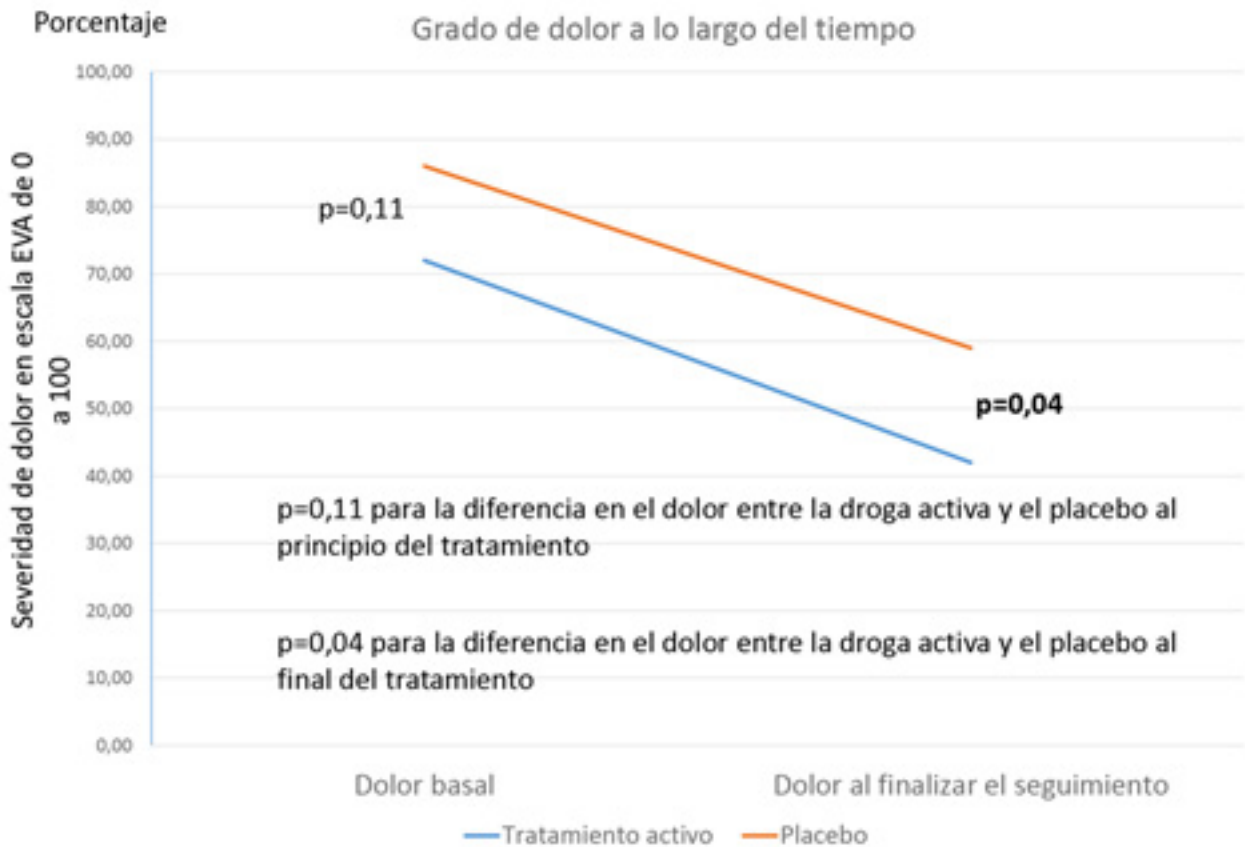 Porcentaje
Grado de dolor a lo largo del tiempo
Severidad de dolor en escala EVA de 0
a 100
100,00
90,00
80,00
70,00
60,00
50,00
40,00
30,00
20,00
10,00
0,00
p=0,11
p=0,04
p=0,11 para la diferencia en el dolor entre la droga activa y el placebo al
principio del tratamiento
p=0,04 para la diferencia en el dolor entre la droga activa y el placebo al
final del tratamiento
Dolor basal
Dolor al finalizar el seguimiento
Tratamiento activo
Placebo